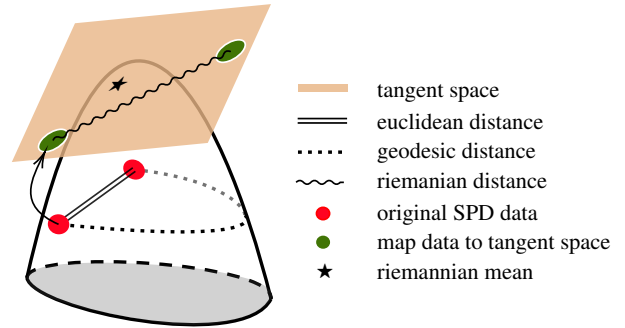 tangent space
euclidean distance
geodesic distance
riemanian distance
original SPD data
map data to tangent space
riemannian mean